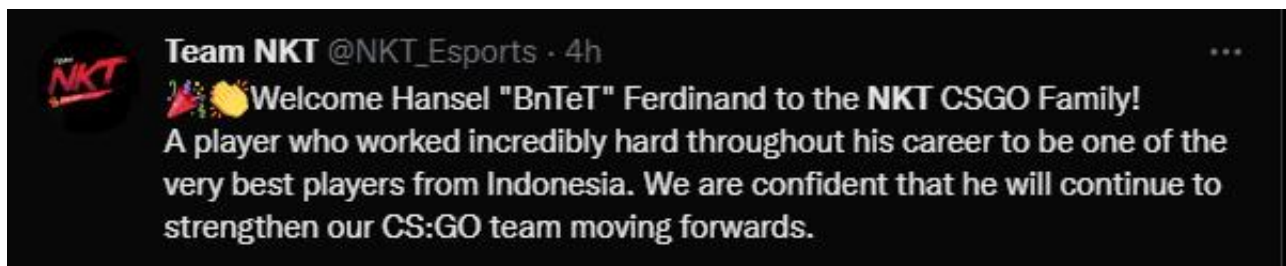 Team NKT @NKT_Esports · 4h
🎉👏Welcome Hansel "BnTeT" Ferdinand to the NKT CSGO Family!
A player who worked incredibly hard throughout his career to be one of the
very best players from Indonesia. We are confident that he will continue to
strengthen our CS:GO team moving forwards.
TEAM
NKT